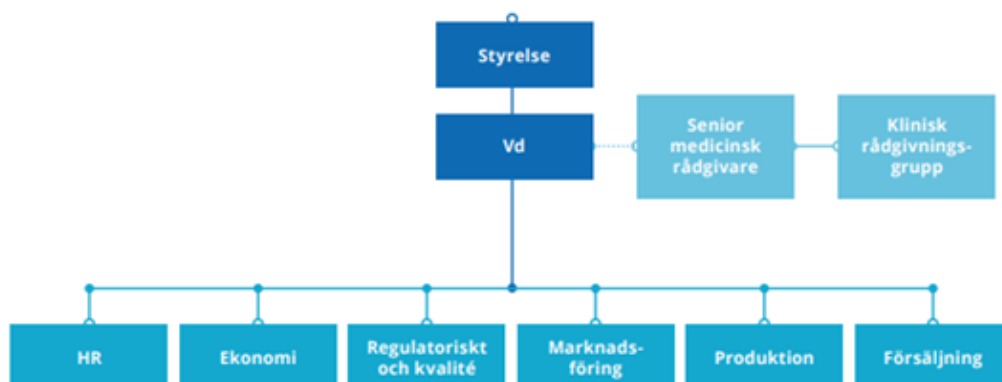 Styrelse
Vd
Senior
medicinsk
rådgivare
Klinisk
rådgivnings-
grupp
HR
Ekonomi
Regulatoriskt
och kvalité
Marknads-
föring
Produktion
Försäljning